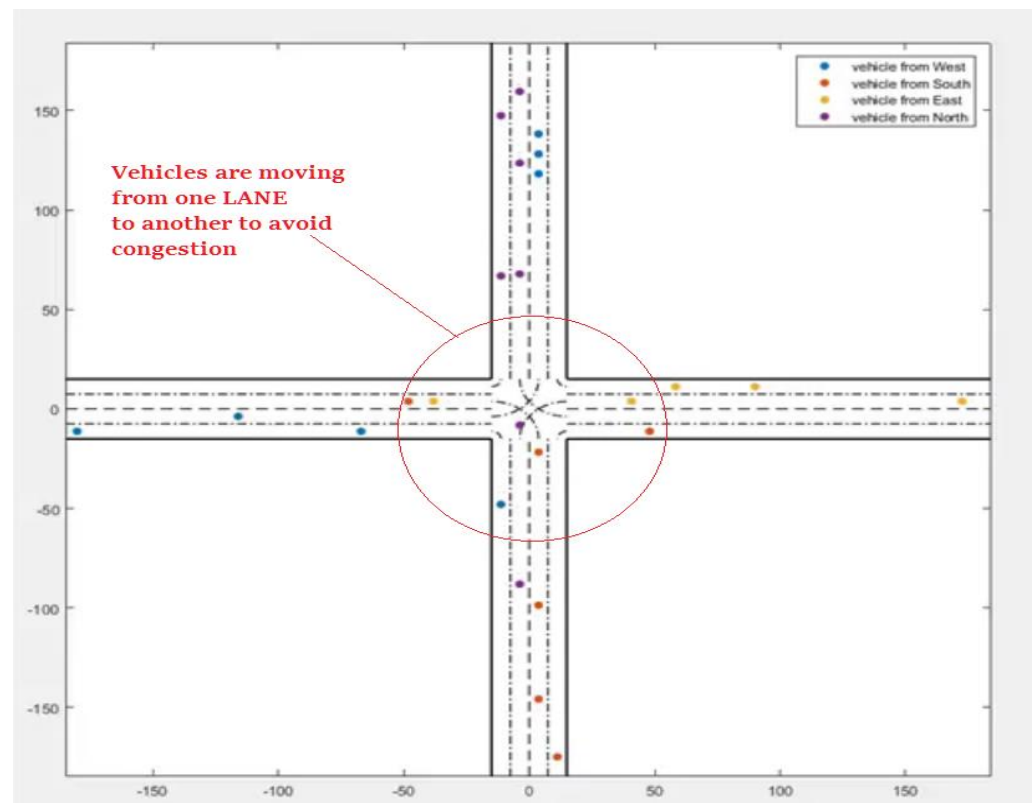 vehicle from West
vehicle from South
vehicle from East
vehicle from North
Vehicles are moving
from one LANE
to another to avoid
congestion
150
100
50
0
-50
-100
-150
-150
-100
-50
0
50
100
150